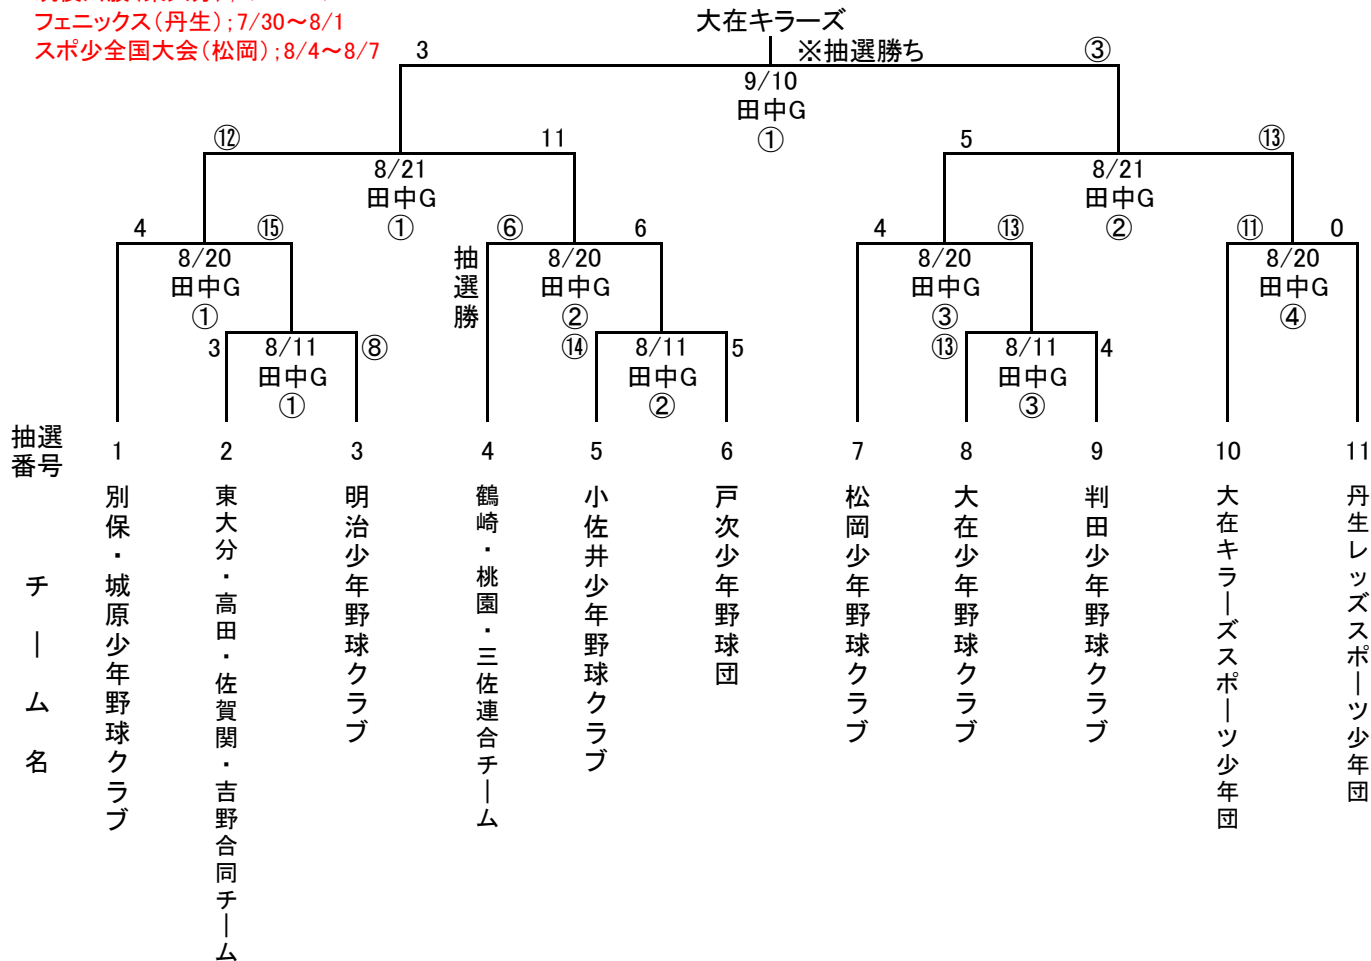 フェニックス(丹生);7/30～8/1
スポ少全国大会(松岡);8/4～8/7
大在キラーズ
※抽選勝ち
3
③
9/10
田中G
①
⑫
11
5
⑬
8/21
田中G
①
8/21
田中G
②
4
⑮
⑥
6
4
⑬
⑪
0
8/20
田中G
①
抽選勝
8/20
田中G
②
8/20
田中G
③
8/20
田中G
④
3
⑧
⑭
5
⑬
4
8/11
田中G
①
8/11
田中G
②
8/11
田中G
③
抽選
番号
1
2
3
4
5
6
7
8
9
10
11
チーム名
別保・城原少年野球クラブ
東大分・高田・佐賀関・吉野合同チーム
明治少年野球クラブ
鶴崎・桃園・三佐連合チーム
小佐井少年野球クラブ
戸次少年野球団
松岡少年野球クラブ
大在少年野球クラブ
判田少年野球クラブ
大在キラーズスポーツ少年団
丹生レッズスポーツ少年団